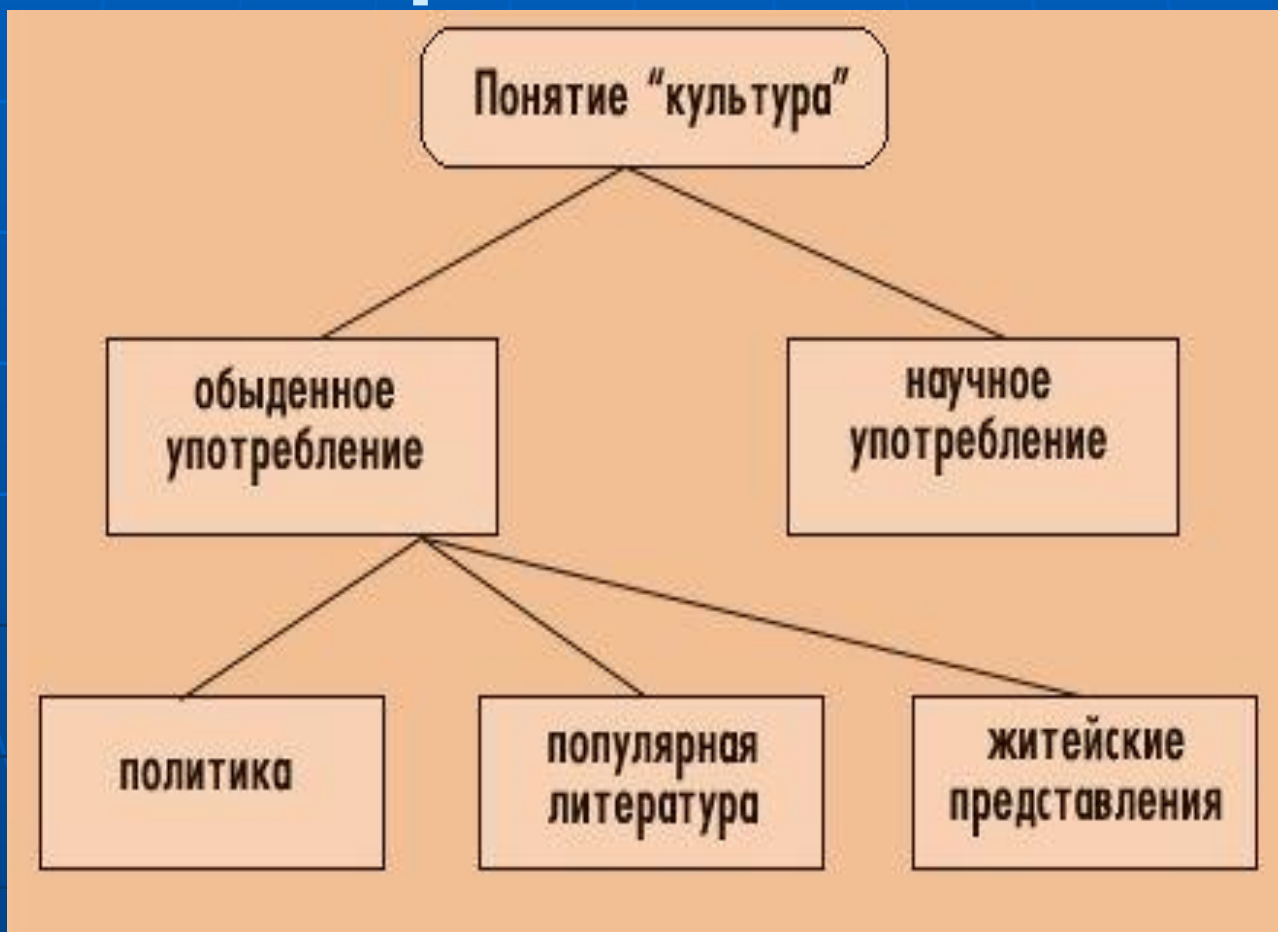 Понятие “культура”
обыденное
употребление
научное
употребление
политика
популярная
литература
житейские
представления